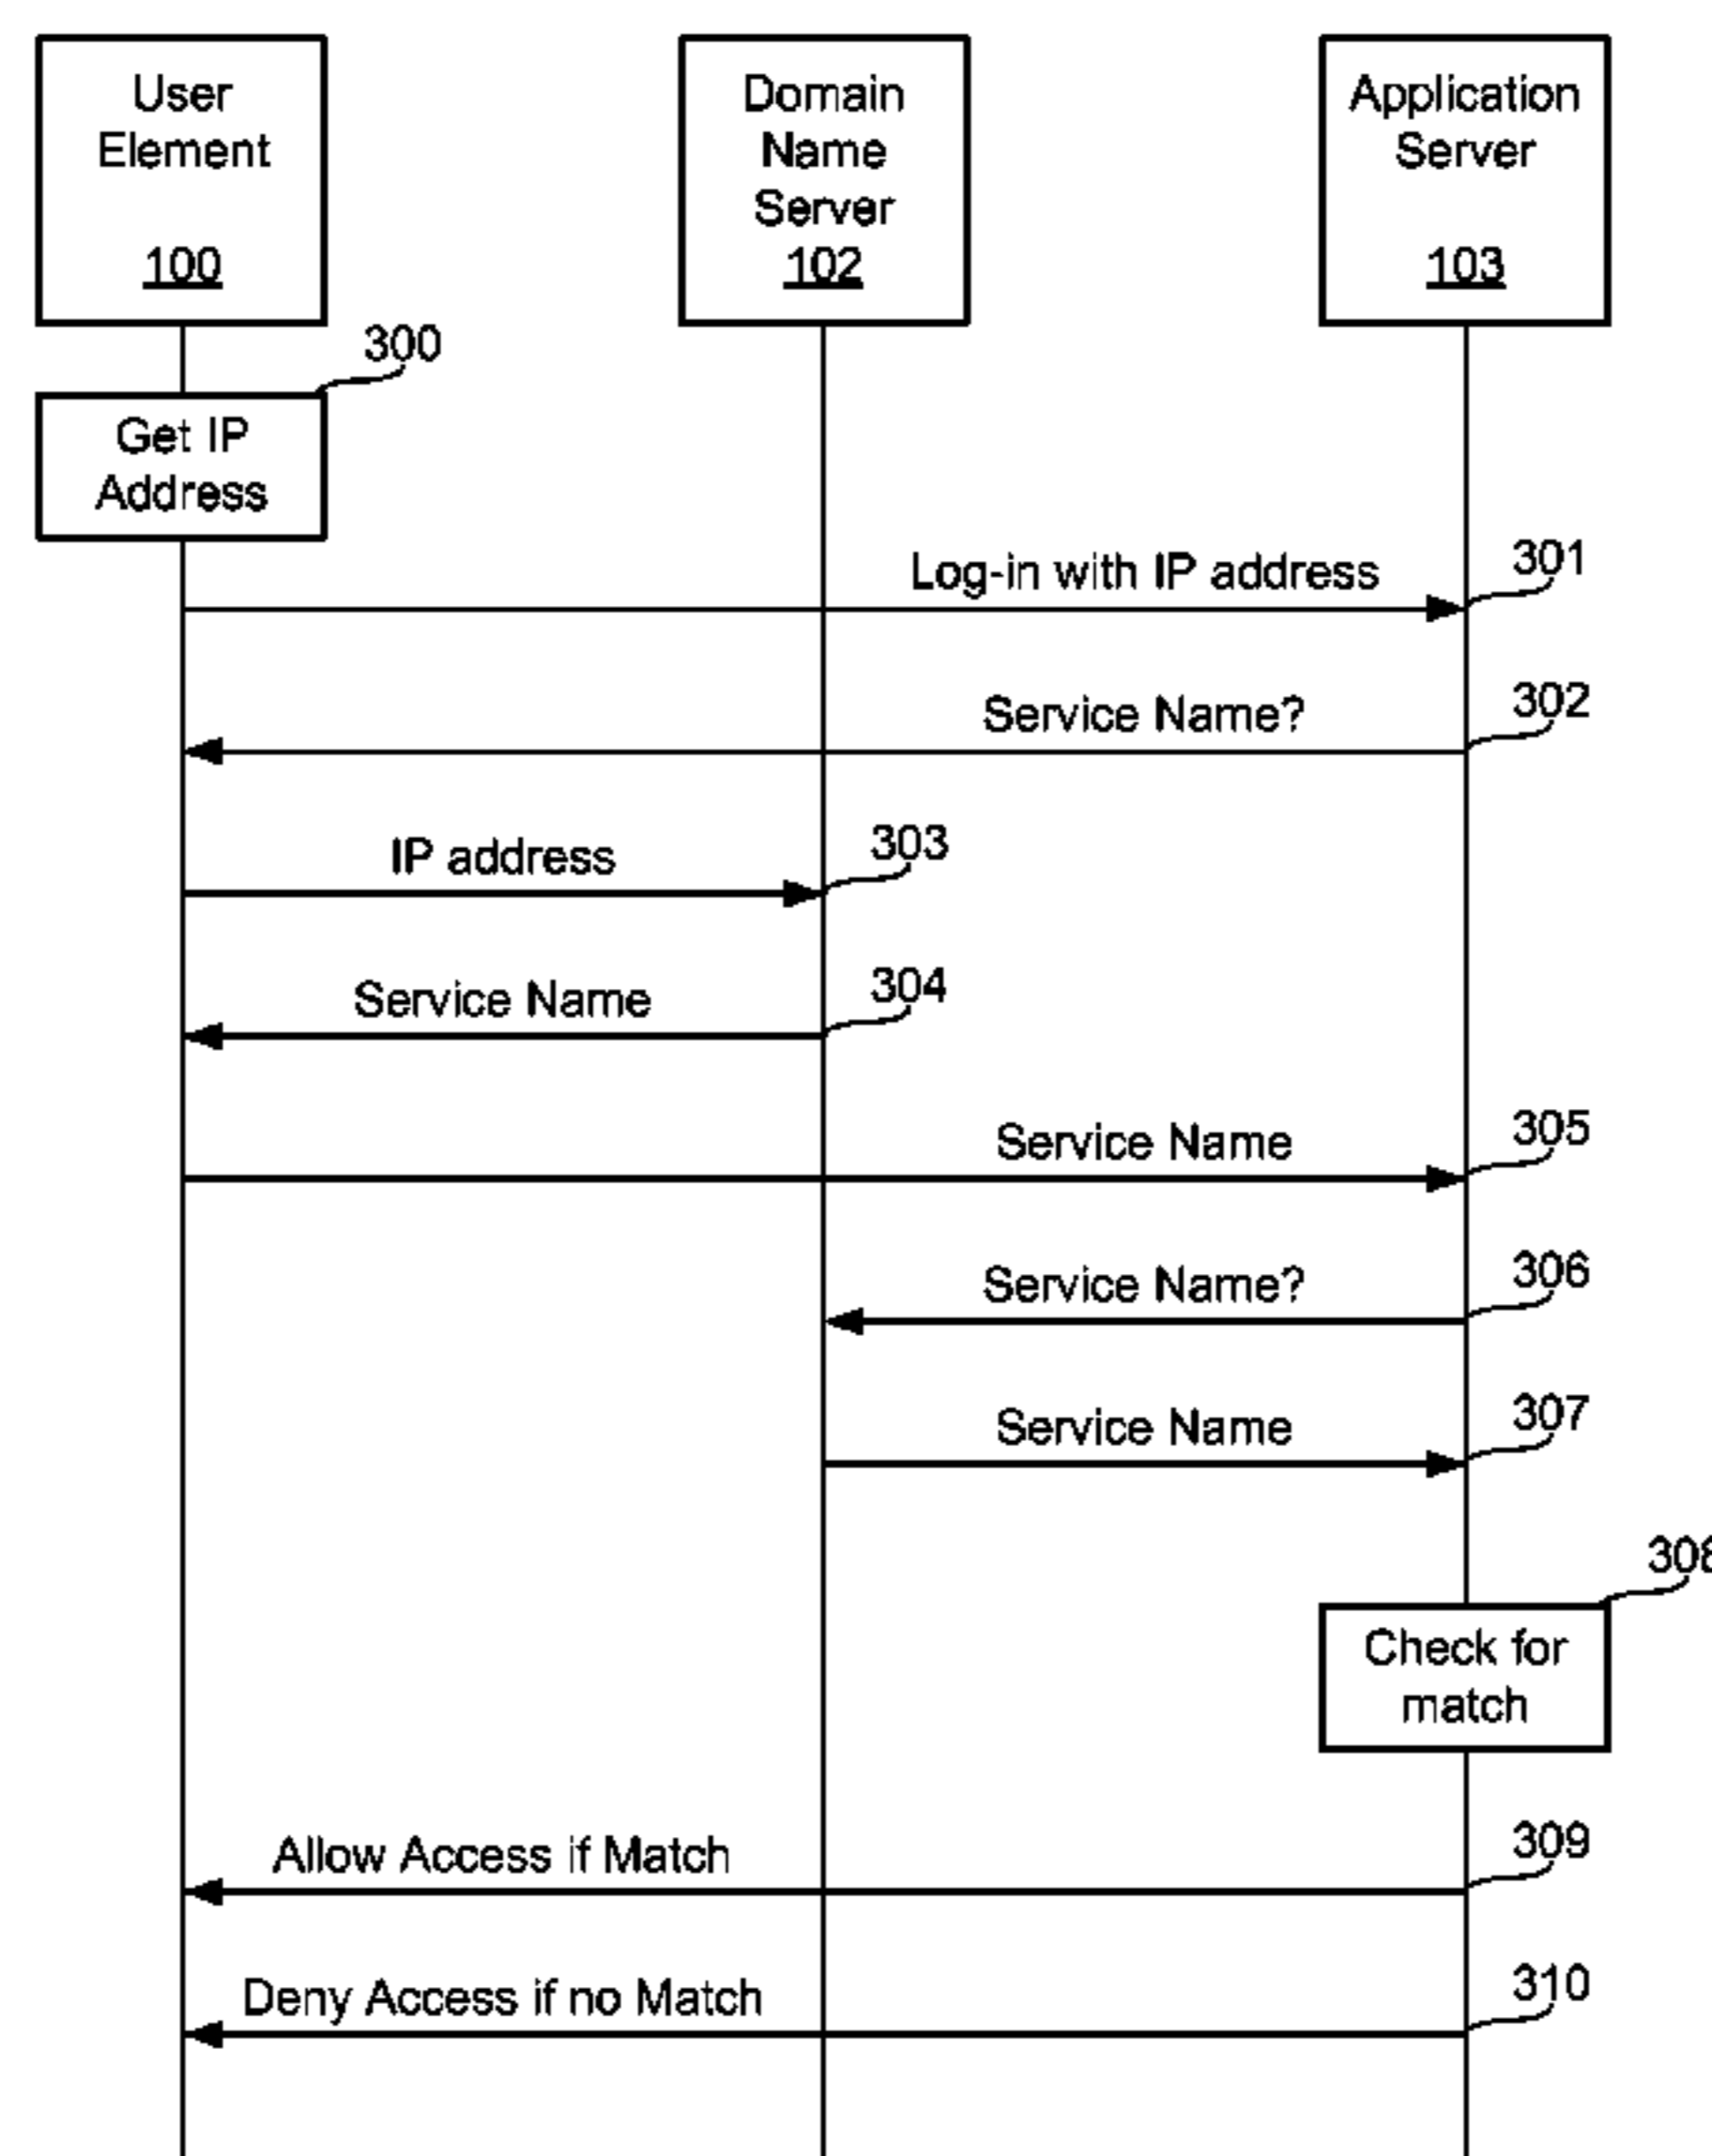 User
Element
100
Domain
Name
Server
102
Application
Server
103
300
Get IP
Address
Log-in with IP address
301
Service Name?
302
IP address
303
Service Name
304
Service Name
305
Service Name?
306
Service Name
307
308
Check for
match
Allow Access if Match
309
Deny Access if no Match
310